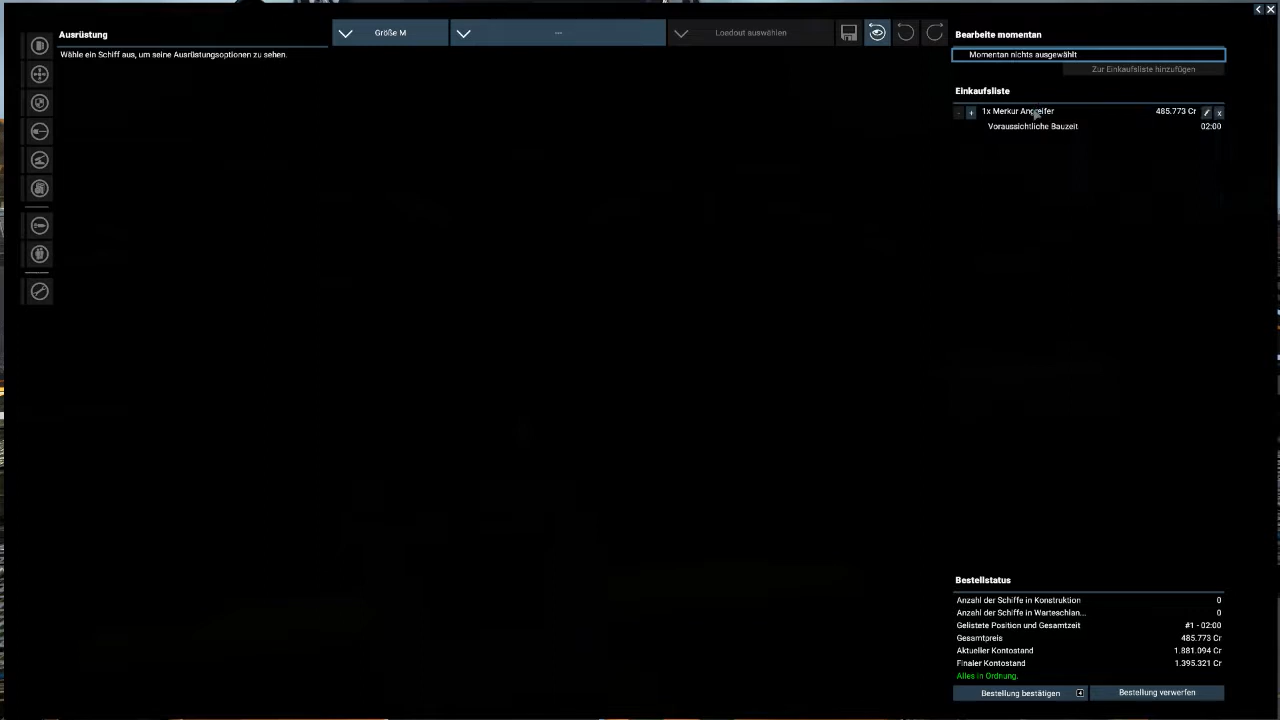 Ausrüstung
Wähle ein Schiff aus, um seine Ausrüstungsoptionen zu sehen.
Größe M
---
Loadout auswählen
Bearbeite momentan
Momentan nichts ausgewählt
Zur Einkaufsliste hinzufügen
Einkaufsliste
- + 1x Merkur Angreifer 485.773 Cr x
Voraussichtliche Bauzeit 02:00
Bestellstatus
Anzahl der Schiffe in Konstruktion 0
Anzahl der Schiffe in Warteschlan... 0
Gelistete Position und Gesamtzeit #1 - 02:00
Gesamtpreis 485.773 Cr
Aktueller Kontostand 1.881.094 Cr
Finaler Kontostand 1.395.321 Cr
Alles in Ordnung.
Bestellung bestätigen
Bestellung verwerfen